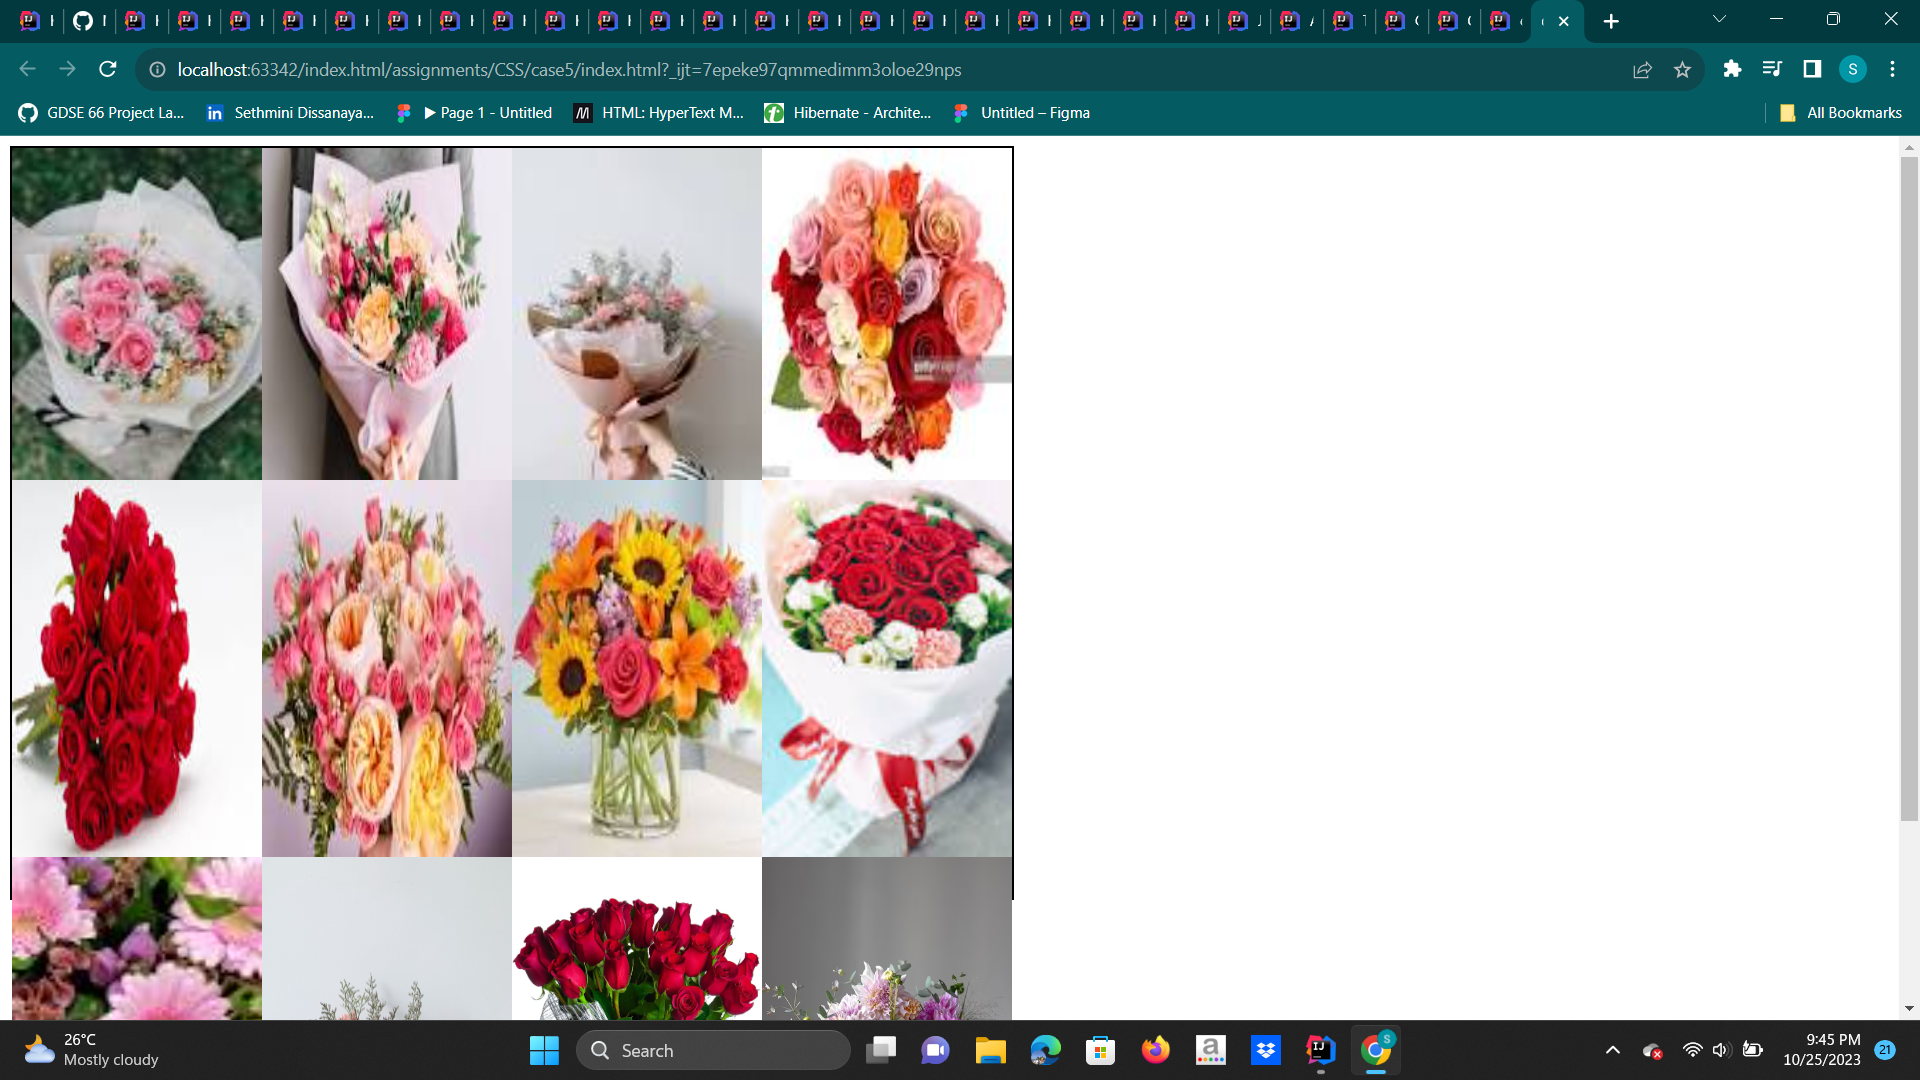 localhost:63342/index.html/assignments/CSS/case5/index.html?_ijt=7epeke97qmmedimm3oloe29nps
S
GDSE 66 Project La...
in
Sethmini Dissanaya...
▶ Page 1 - Untitled
M
HTML: HyperText M...
Hibernate - Archite...
Untitled – Figma
All Bookmarks
26°C
Mostly cloudy
Search
a
IJ
S
9:45 PM
10/25/2023
21